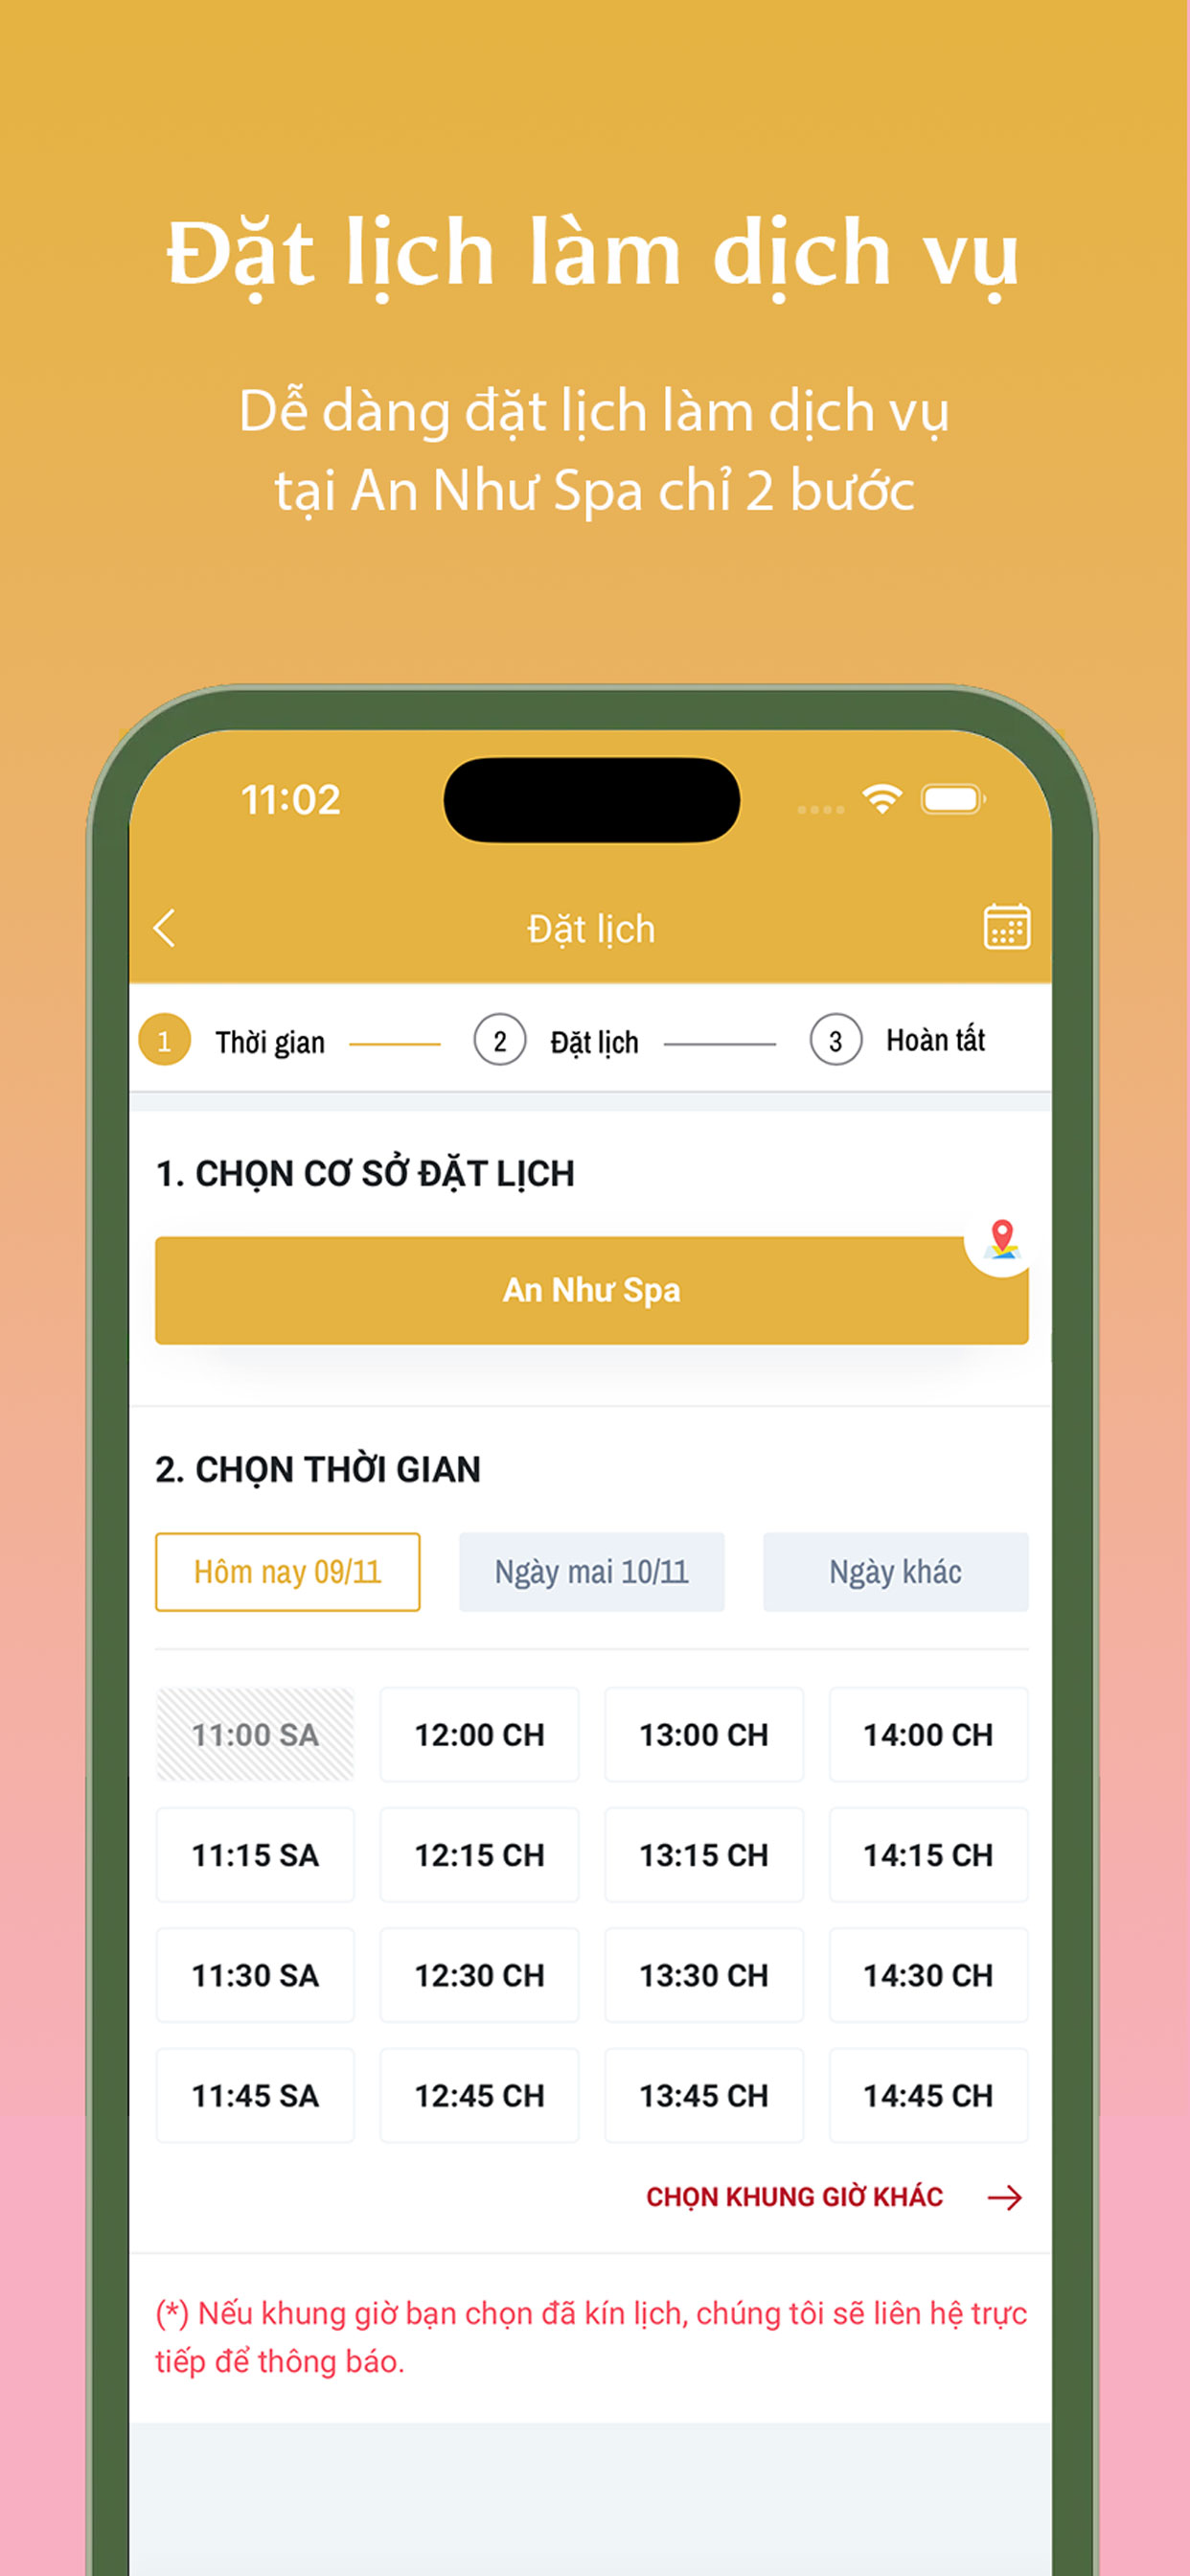 Đặt lịch làm dịch vụ
Dễ dàng đặt lịch làm dịch vụ
tại An Như Spa chỉ 2 bước
11:02
Đặt lịch
1 Thời gian 2 Đặt lịch 3 Hoàn tất
1. CHỌN CƠ SỞ ĐẶT LỊCH
An Như Spa
2. CHỌN THỜI GIAN
Hôm nay 09/11 Ngày mai 10/11 Ngày khác
11:00 SA 12:00 CH 13:00 CH 14:00 CH
11:15 SA 12:15 CH 13:15 CH 14:15 CH
11:30 SA 12:30 CH 13:30 CH 14:30 CH
11:45 SA 12:45 CH 13:45 CH 14:45 CH
CHỌN KHUNG GIỜ KHÁC
(*) Nếu khung giờ bạn chọn đã kín lịch, chúng tôi sẽ liên hệ trực
tiếp để thông báo.